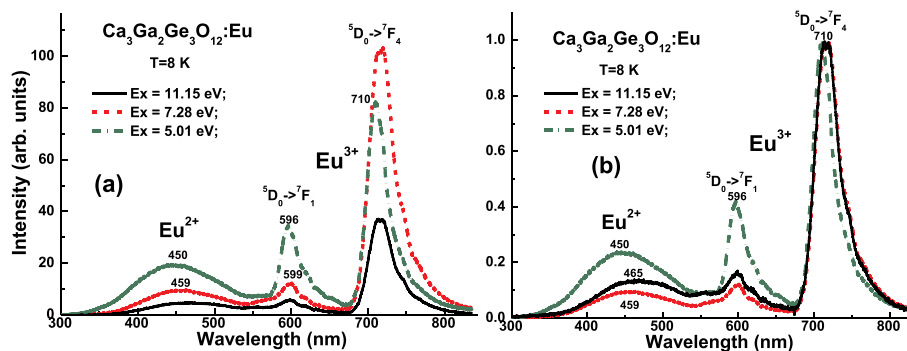 Ca₃Ga₂Ge₃O₁₂:Eu
T=8 K
Ex = 11.15 eV;
Ex = 7.28 eV;
Ex = 5.01 eV;
⁵D₀->⁷F₄
710
Eu³⁺
(a)
⁵D₀->⁷F₁
596
599
Eu²⁺
450
459
Intensity (arb. units)
100
80
60
40
20
0
300 400 500 600 700 800
Wavelength (nm)
Ca₃Ga₂Ge₃O₁₂:Eu
T=8 K
Ex = 11.15 eV;
Ex = 7.28 eV;
Ex = 5.01 eV;
⁵D₀->⁷F₄
710
Eu³⁺
(b)
⁵D₀->⁷F₁
596
Eu²⁺
450
465
459
1.0
0.8
0.6
0.4
0.2
0.0
300 400 500 600 700 800
Wavelength (nm)